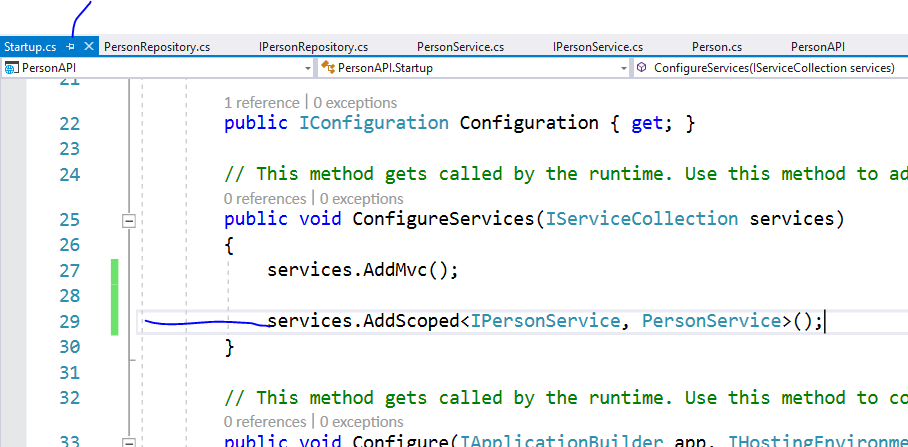 Startup.cs PersonRepository.cs IPersonRepository.cs PersonService.cs IPersonService.cs Person.cs PersonAPI
PersonAPI PersonAPI.Startup ConfigureServices(IServiceCollection services)
21
1 reference | 0 exceptions
22 public IConfiguration Configuration { get; }
23
24 // This method gets called by the runtime. Use this method to ad
0 references | 0 exceptions
25 public void ConfigureServices(IServiceCollection services)
26 {
27 services.AddMvc();
28
29 services.AddScoped<IPersonService, PersonService>();
30 }
31
32 // This method gets called by the runtime. Use this method to co
0 references | 0 exceptions
33 public void Configure(IApplicationBuilder app, IHostingEnvironme